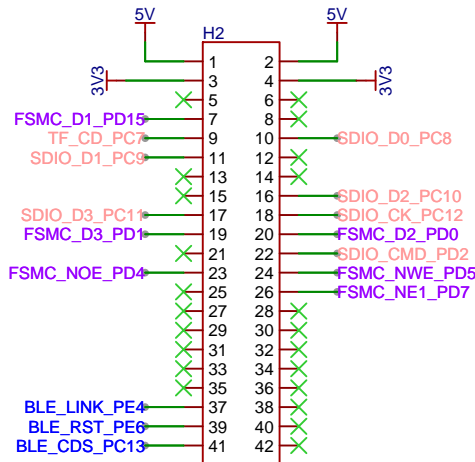 5V 5V
H2
1 2
3V3 3 4 3V3
5 6
FSMC_D1_PD15 7 8
TF_CD_PC7 9 10 SDIO_D0_PC8
SDIO_D1_PC9 11 12
13 14
15 16 SDIO_D2_PC10
SDIO_D3_PC11 17 18 SDIO_CK_PC12
FSMC_D3_PD1 19 20 FSMC_D2_PD0
21 22 SDIO_CMD_PD2
FSMC_NOE_PD4 23 24 FSMC_NWE_PD5
25 26 FSMC_NE1_PD7
27 28
29 30
31 32
33 34
35 36
BLE_LINK_PE4 37 38
BLE_RST_PE6 39 40
BLE_CDS_PC13 41 42